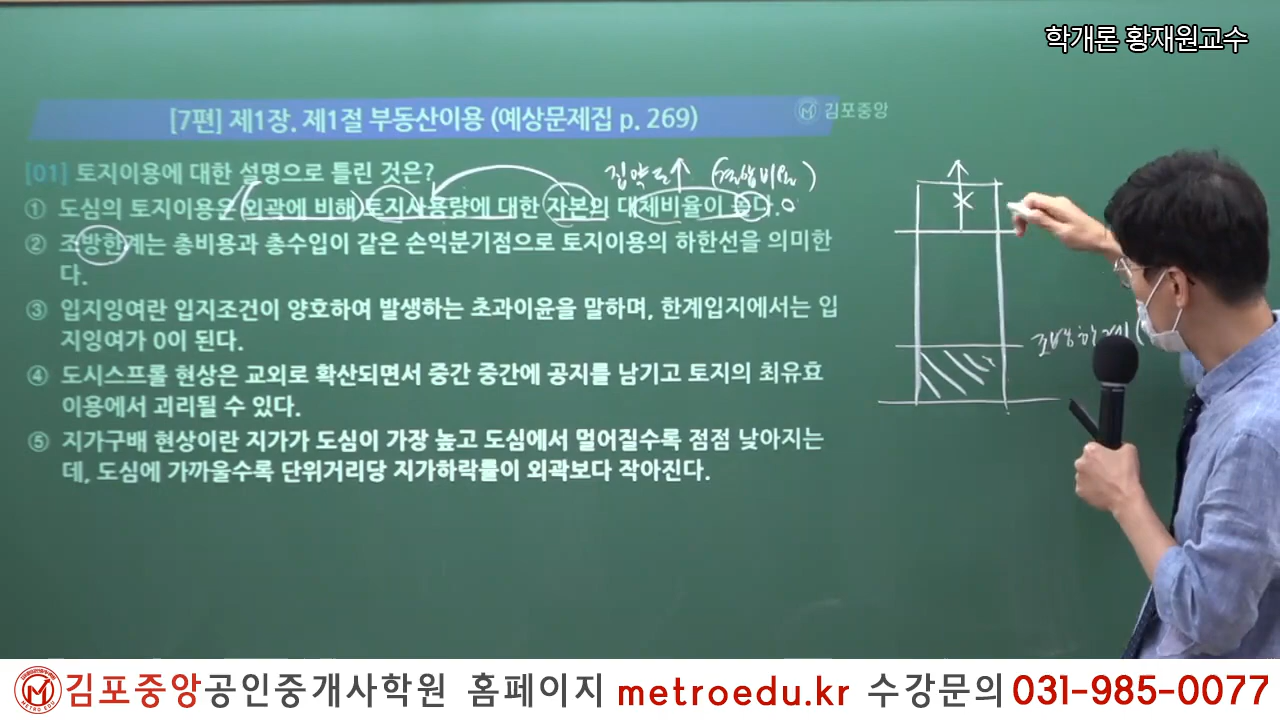 학개론 황재원교수
[7편] 제1장. 제1절 부동산이용 (예상문제집 p. 269)
김포중앙
[01] 토지이용에 대한 설명으로 틀린 것은?
집약도↑
① 도심의 토지이용은 외곽에 비해 토지사용량에 대한 자본의 대체비율이 다.
② 조방한계는 총비용과 총수입이 같은 손익분기점으로 토지이용의 하한선을 의미한
다.
③ 입지잉여란 입지조건이 양호하여 발생하는 초과이윤을 말하며, 한계입지에서는 입
지잉여가 0이 된다.
④ 도시스프롤 현상은 교외로 확산되면서 중간 중간에 공지를 남기고 토지의 최유효
이용에서 괴리될 수 있다.
⑤ 지가구배 현상이란 지가가 도심이 가장 높고 도심에서 멀어질수록 점점 낮아지는
데, 도심에 가까울수록 단위거리당 지가하락률이 외곽보다 작아진다.
조방한계 (
METRO EDU
김포중앙공인중개사학원 홈페이지 metroedu.kr 수강문의 031-985-0077